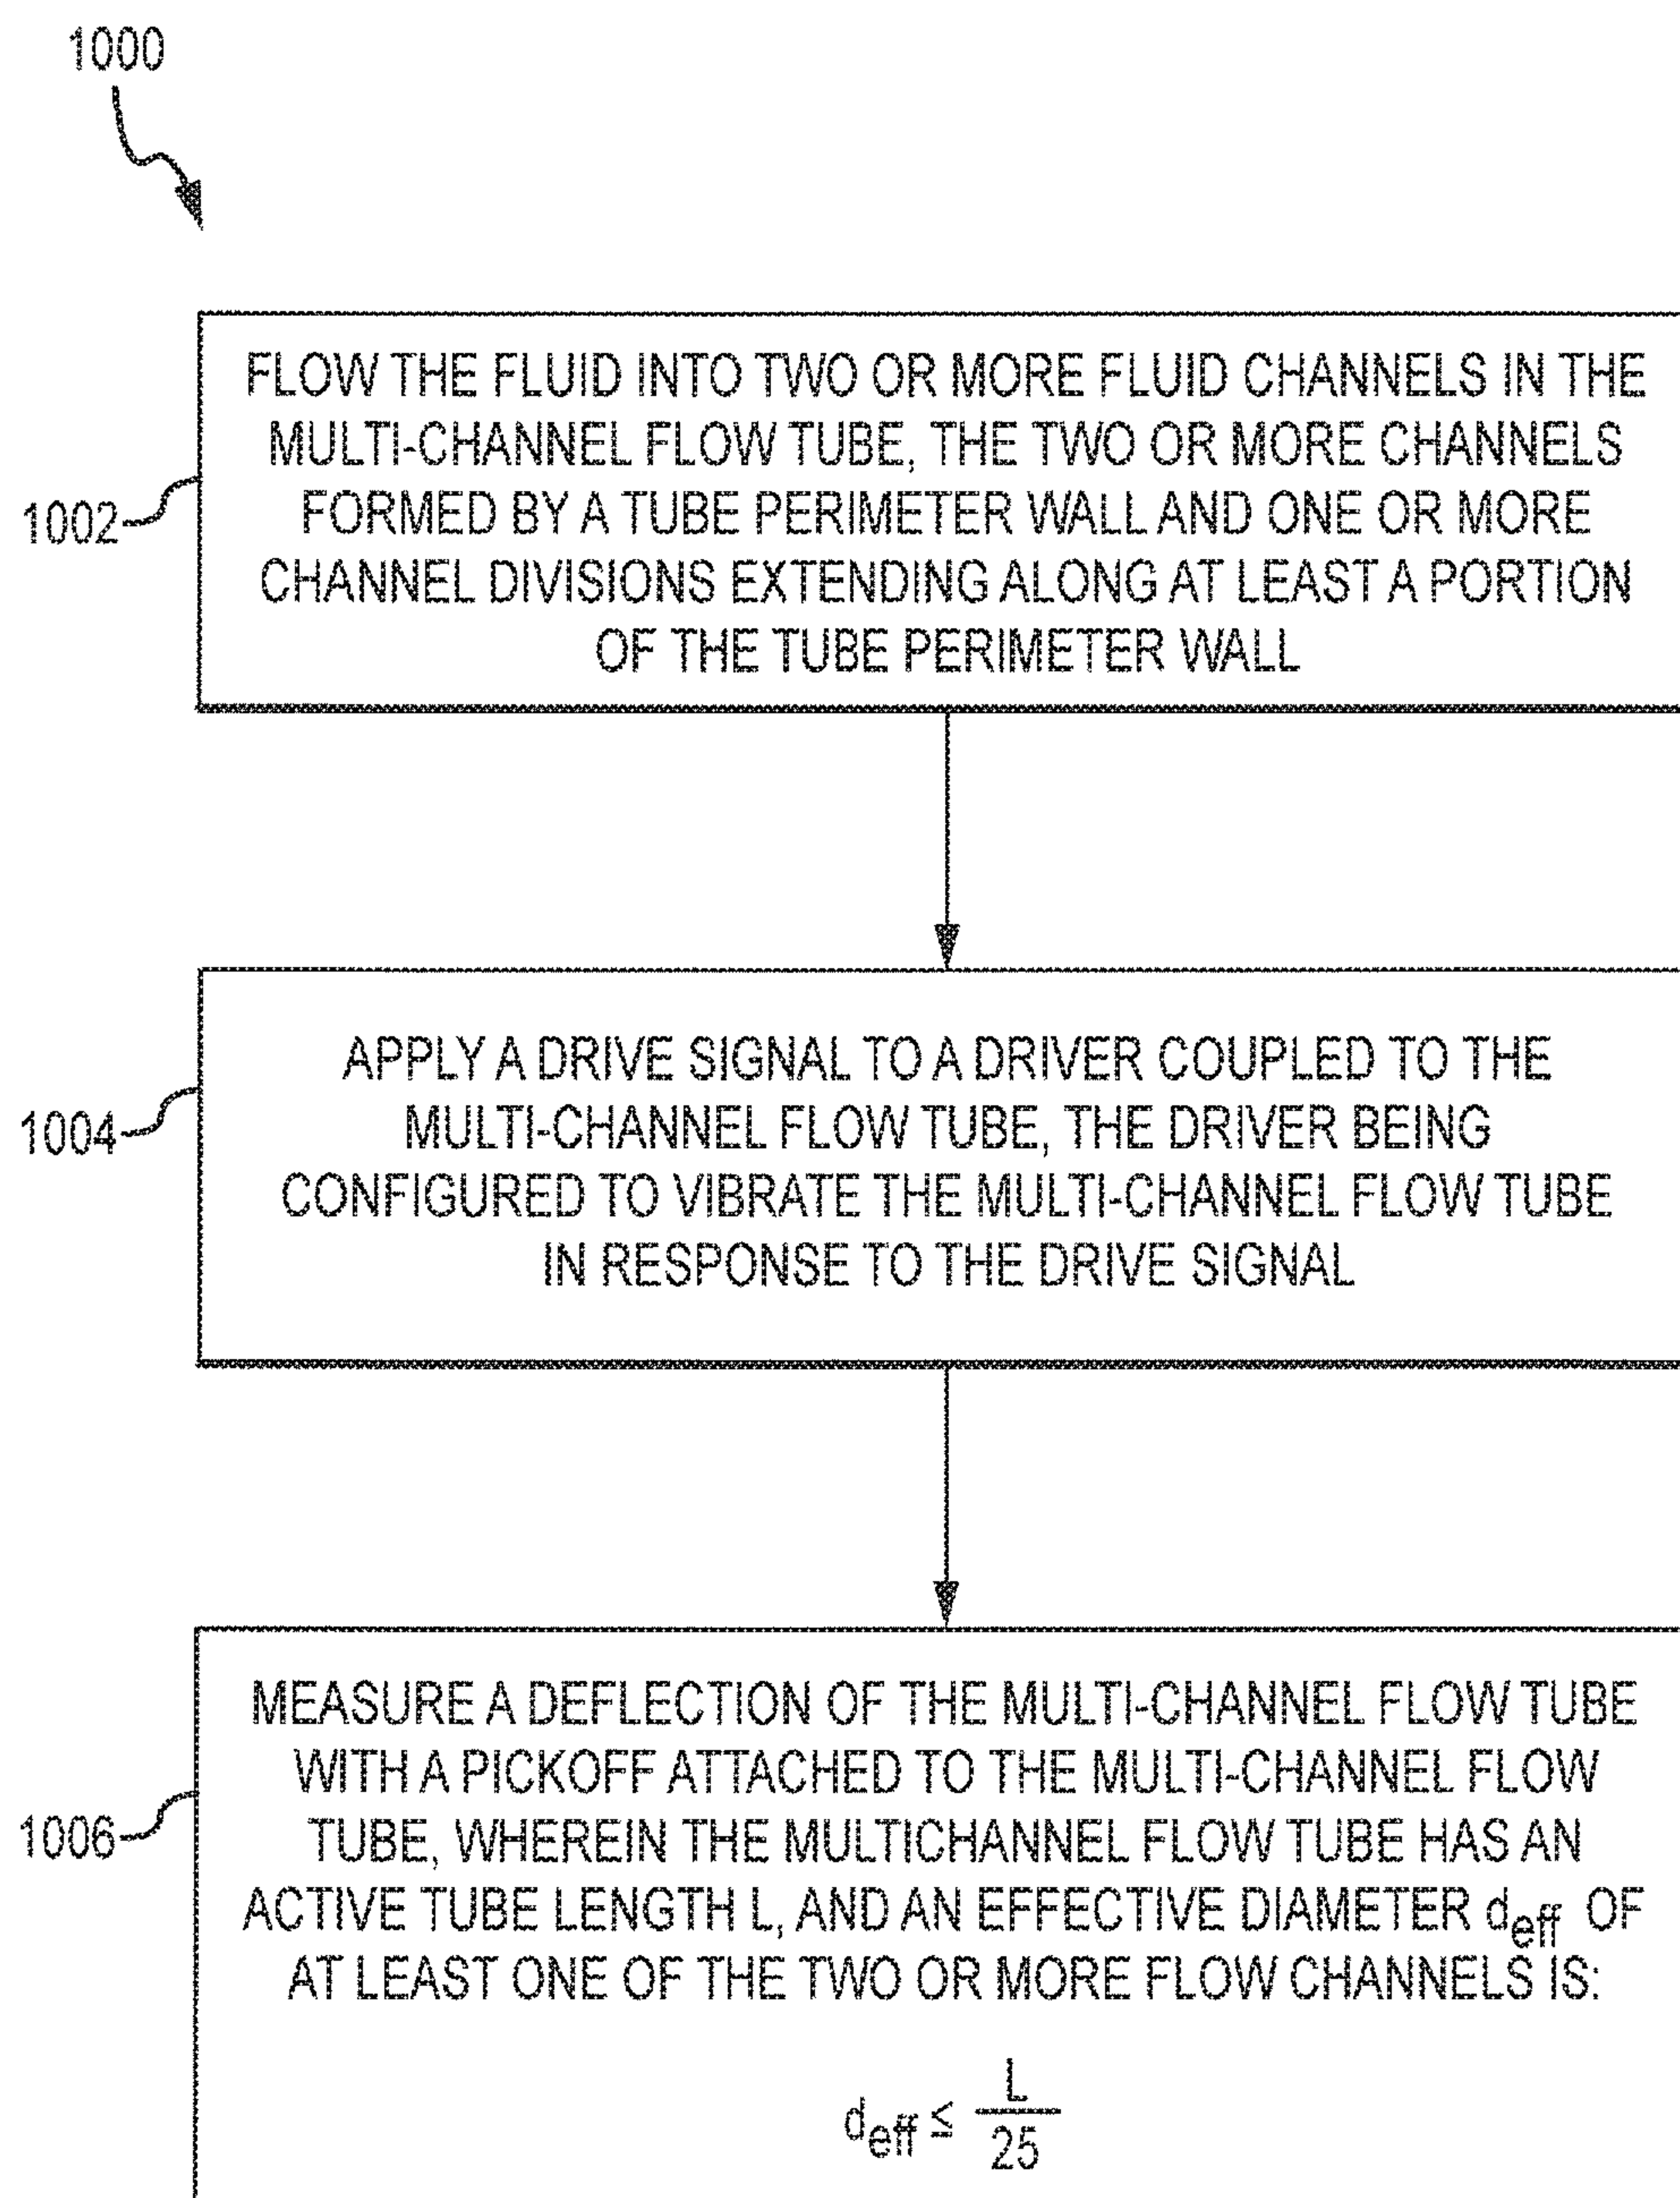 1000
FLOW THE FLUID INTO TWO OR MORE FLUID CHANNELS IN THE
MULTI-CHANNEL FLOW TUBE, THE TWO OR MORE CHANNELS
FORMED BY A TUBE PERIMETER WALL AND ONE OR MORE
CHANNEL DIVISIONS EXTENDING ALONG AT LEAST A PORTION
OF THE TUBE PERIMETER WALL
1002
APPLY A DRIVE SIGNAL TO A DRIVER COUPLED TO THE
MULTI-CHANNEL FLOW TUBE, THE DRIVER BEING
CONFIGURED TO VIBRATE THE MULTI-CHANNEL FLOW TUBE
IN RESPONSE TO THE DRIVE SIGNAL
1004
MEASURE A DEFLECTION OF THE MULTI-CHANNEL FLOW TUBE
WITH A PICKOFF ATTACHED TO THE MULTI-CHANNEL FLOW
TUBE, WHEREIN THE MULTICHANNEL FLOW TUBE HAS AN
ACTIVE TUBE LENGTH L, AND AN EFFECTIVE DIAMETER deff OF
AT LEAST ONE OF THE TWO OR MORE FLOW CHANNELS IS:
1006
deff ≤ L/25